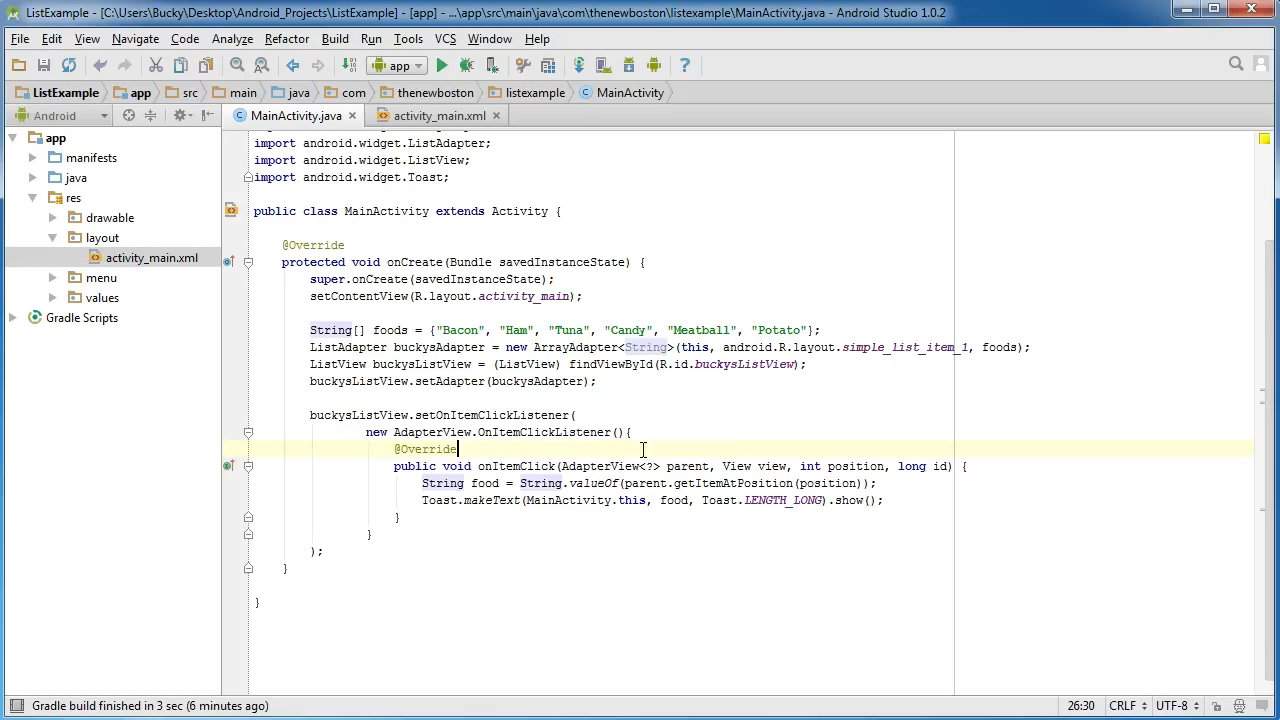 ListExample - [C:\Users\Bucky\Desktop\Android_Projects\ListExample] - [app] - ...\app\src\main\java\com\thenewboston\listexample\MainActivity.java - Android Studio 1.0.2
File Edit View Navigate Code Analyze Refactor Build Run Tools VCS Window Help
app
ListExample app src main java com thenewboston listexample MainActivity
Android
MainActivity.java activity_main.xml
app
manifests
java
res
drawable
layout
activity_main.xml
menu
values
Gradle Scripts
import android.widget.ListAdapter;
import android.widget.ListView;
import android.widget.Toast;
public class MainActivity extends Activity {
@Override
protected void onCreate(Bundle savedInstanceState) {
super.onCreate(savedInstanceState);
setContentView(R.layout.activity_main);
String[] foods = {"Bacon", "Ham", "Tuna", "Candy", "Meatball", "Potato"};
ListAdapter buckysAdapter = new ArrayAdapter<String>(this, android.R.layout.simple_list_item_1, foods);
ListView buckysListView = (ListView) findViewById(R.id.buckysListView);
buckysListView.setAdapter(buckysAdapter);
buckysListView.setOnItemClickListener(
new AdapterView.OnItemClickListener(){
@Override
public void onItemClick(AdapterView<?> parent, View view, int position, long id) {
String food = String.valueOf(parent.getItemAtPosition(position));
Toast.makeText(MainActivity.this, food, Toast.LENGTH_LONG).show();
}
}
);
}
}
Gradle build finished in 3 sec (6 minutes ago) 26:30 CRLF UTF-8